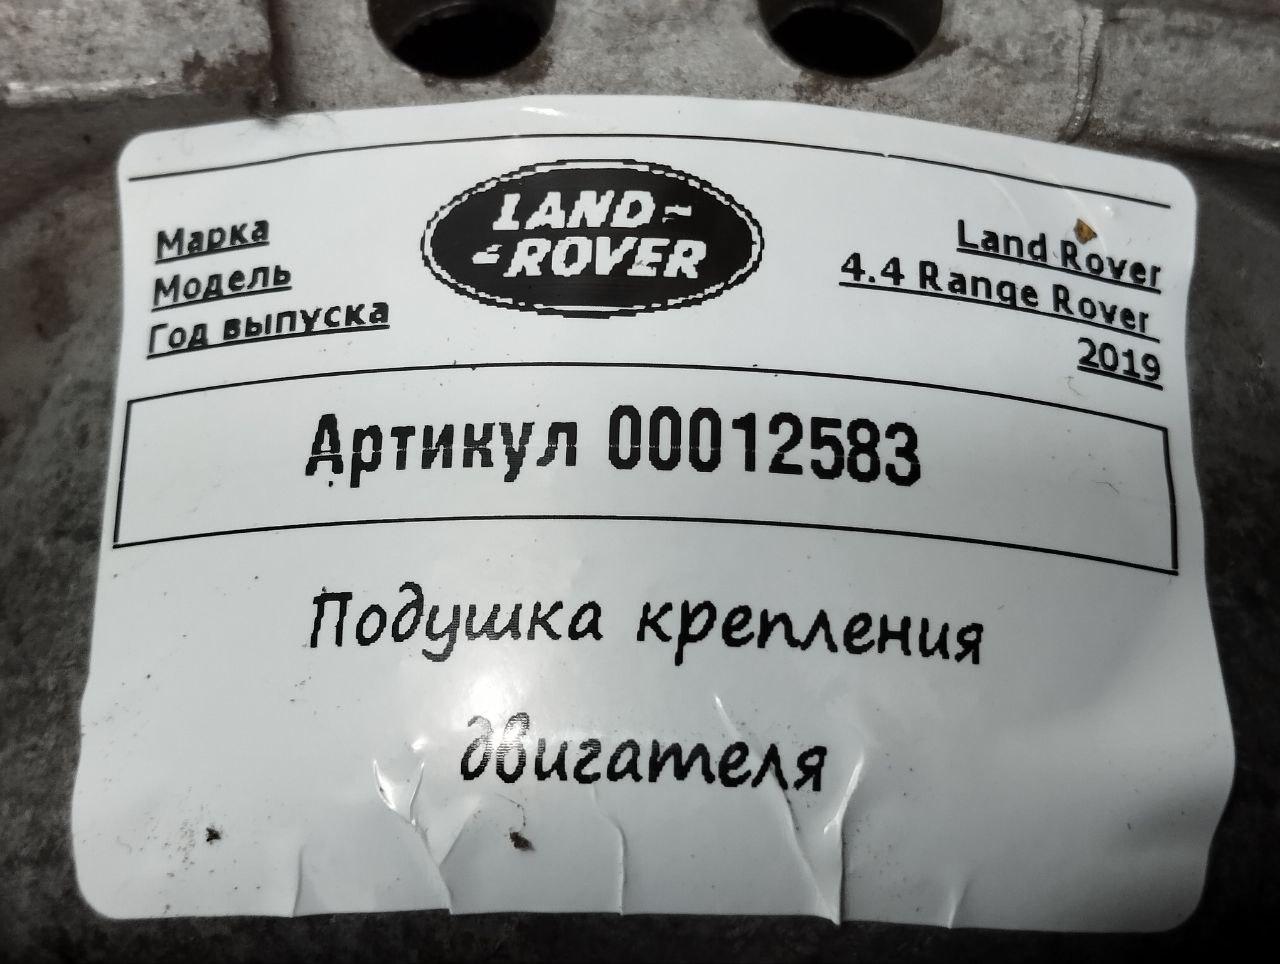 LAND-
-ROVER
Марка
Модель
Год выпуска
Land Rover
4.4 Range Rover
2019
Артикул 00012583
Подушка крепления
двигателя